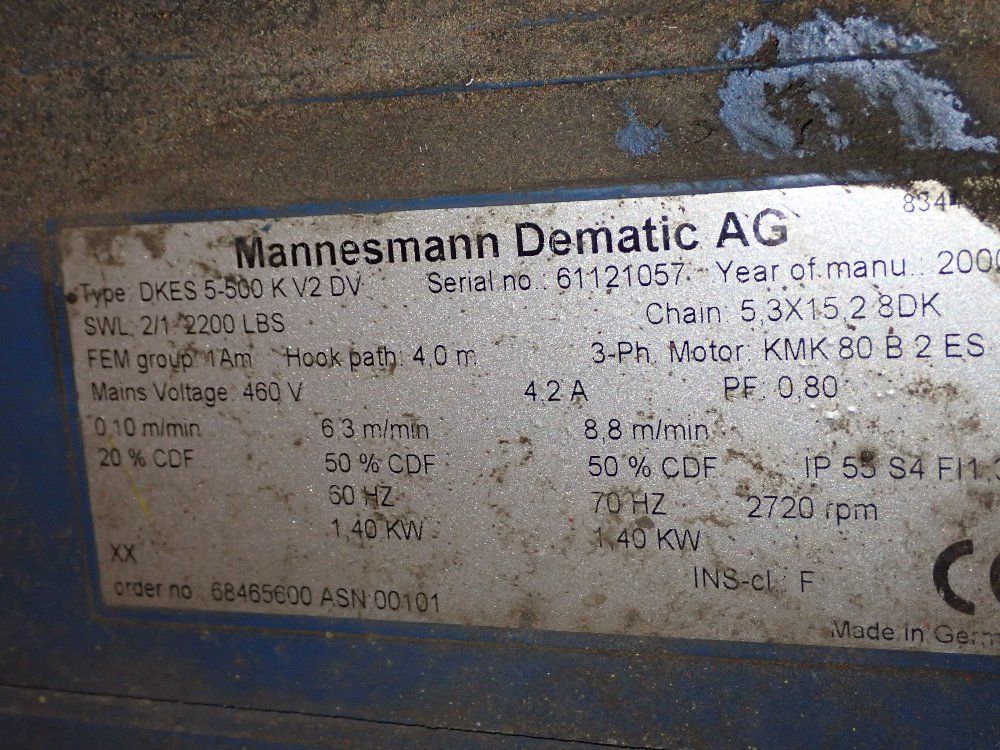 834
Mannesmann Dematic AG
Type: DKES 5-500 K V2 DV Serial no.: 61121057 Year of manu.: 2000
SWL: 2/1 2200 LBS Chain: 5,3X15,2 8DK
FEM group: 1Am Hook path: 4,0 m 3-Ph. Motor: KMK 80 B 2 ES
Mains Voltage: 460 V 4.2 A PF: 0,80
0,10 m/min 6,3 m/min 8,8 m/min
20 % CDF 50 % CDF 50 % CDF IP 55 S4 FI1.
60 HZ 70 HZ 2720 rpm
1,40 KW 1,40 KW
XX INS-cl.: F CE
order no.: 68465600 ASN:00101
Made in Germ